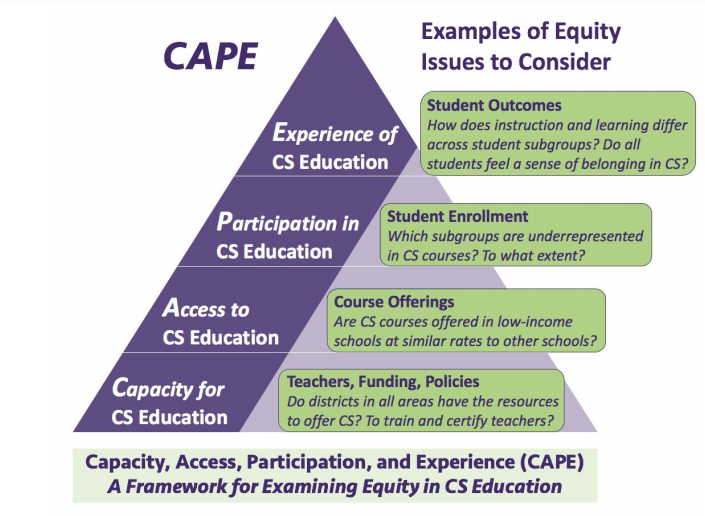 CAPE
Examples of Equity
Issues to Consider
Experience of
CS Education
Student Outcomes
How does instruction and learning differ
across student subgroups? Do all
students feel a sense of belonging in CS?
Participation in
CS Education
Student Enrollment
Which subgroups are underrepresented
in CS courses? To what extent?
Access to
CS Education
Course Offerings
Are CS courses offered in low-income
schools at similar rates to other schools?
Capacity for
CS Education
Teachers, Funding, Policies
Do districts in all areas have the resources
to offer CS? To train and certify teachers?
Capacity, Access, Participation, and Experience (CAPE)
A Framework for Examining Equity in CS Education